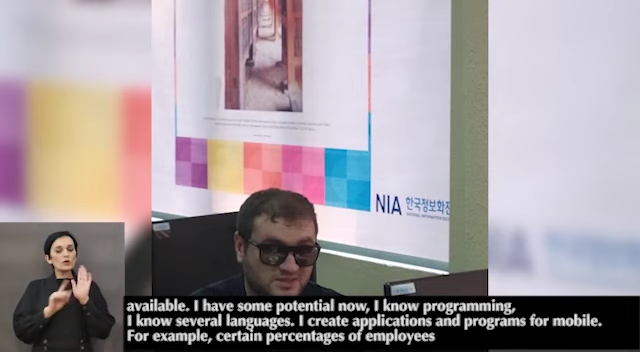 NIA 한국정보화진
available. I have some potential now, I know programming,
I know several languages. I create applications and programs for mobile.
For example, certain percentages of employees